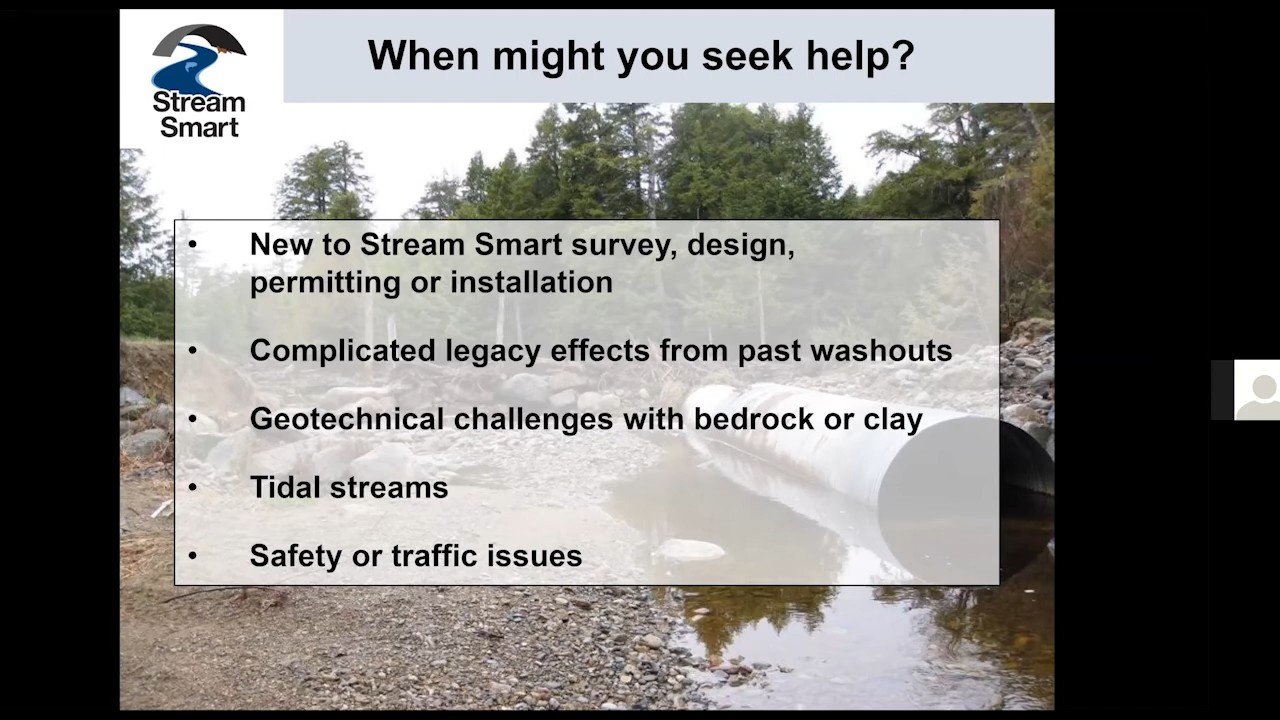 Stream
Smart
When might you seek help?
• New to Stream Smart survey, design,
permitting or installation
• Complicated legacy effects from past washouts
• Geotechnical challenges with bedrock or clay
• Tidal streams
• Safety or traffic issues